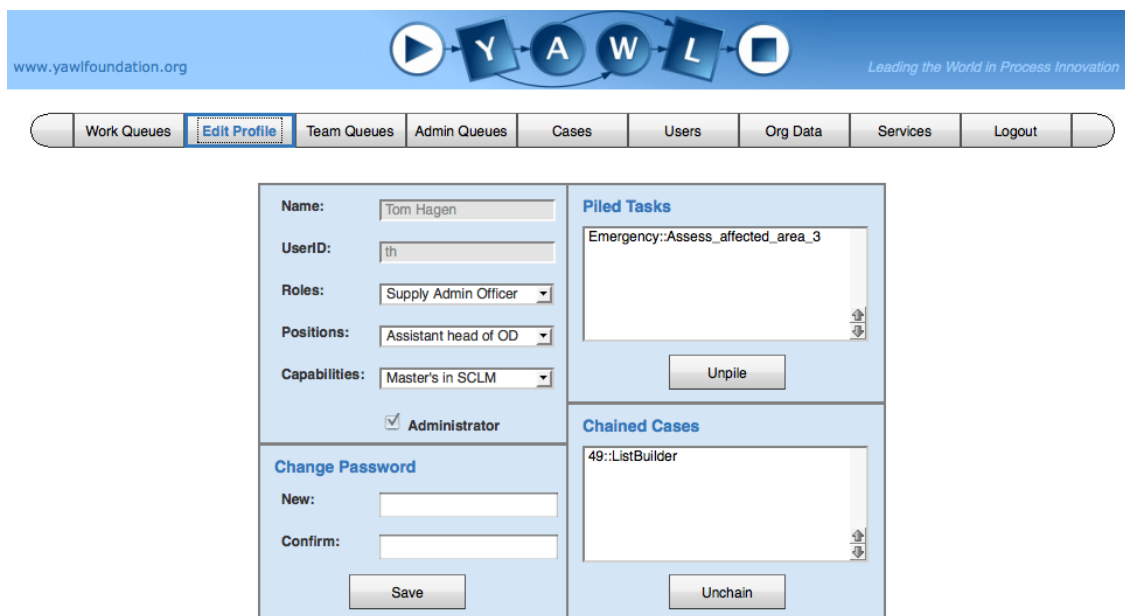 YAWL
www.yawlfoundation.org
Leading the World in Process Innovation
Work Queues
Edit Profile
Team Queues
Admin Queues
Cases
Users
Org Data
Services
Logout
Name:
Tom Hagen
UserID:
th
Roles:
Supply Admin Officer
Positions:
Assistant head of OD
Capabilities:
Master's in SCLM
Administrator
Change Password
New:
Confirm:
Save
Piled Tasks
Emergency::Assess_affected_area_3
Unpile
Chained Cases
49::ListBuilder
Unchain